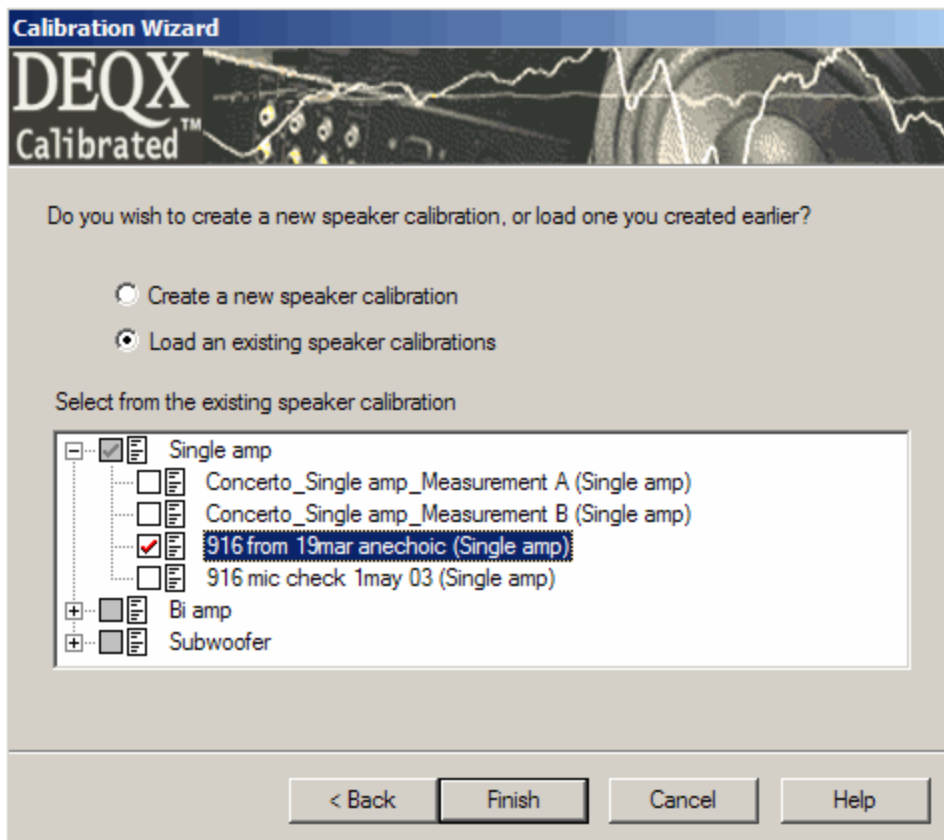 Calibration Wizard
DEQX
Calibrated™
Do you wish to create a new speaker calibration, or load one you created earlier?
Create a new speaker calibration
Load an existing speaker calibrations
Select from the existing speaker calibration
Single amp
Concerto_Single amp_Measurement A (Single amp)
Concerto_Single amp_Measurement B (Single amp)
916 from 19mar anechoic (Single amp)
916 mic check 1may 03 (Single amp)
Bi amp
Subwoofer
< Back Finish Cancel Help